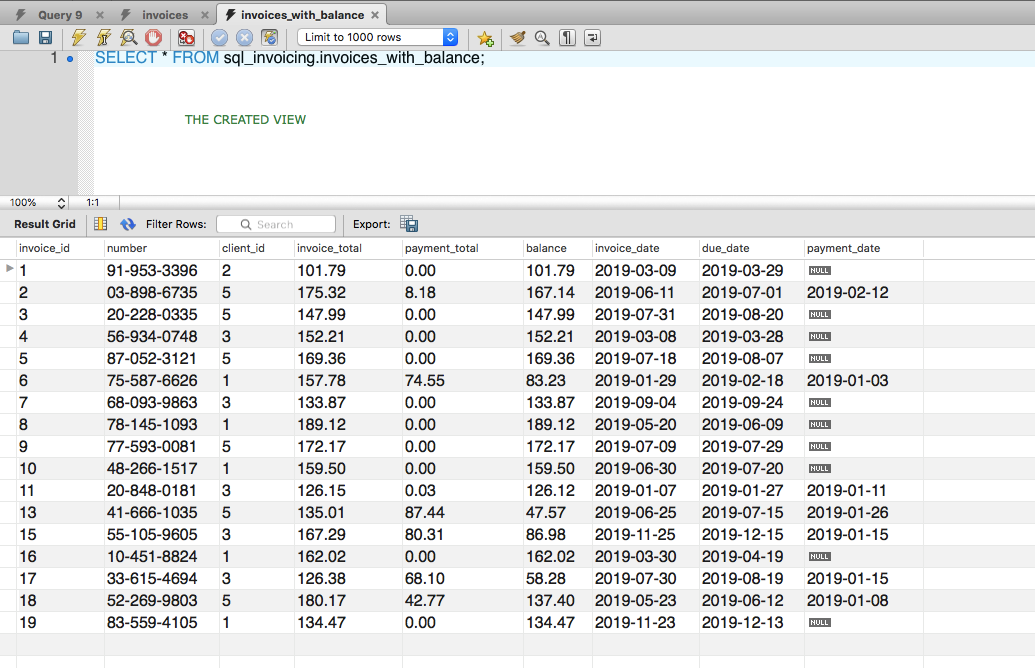 Query 9 invoices invoices_with_balance
Limit to 1000 rows
1 SELECT * FROM sql_invoicing.invoices_with_balance;
THE CREATED VIEW
100% 1:1
Result Grid Filter Rows: Search Export:
invoice_id number client_id invoice_total payment_total balance invoice_date due_date payment_date
1 91-953-3396 2 101.79 0.00 101.79 2019-03-09 2019-03-29 NULL
2 03-898-6735 5 175.32 8.18 167.14 2019-06-11 2019-07-01 2019-02-12
3 20-228-0335 5 147.99 0.00 147.99 2019-07-31 2019-08-20 NULL
4 56-934-0748 3 152.21 0.00 152.21 2019-03-08 2019-03-28 NULL
5 87-052-3121 5 169.36 0.00 169.36 2019-07-18 2019-08-07 NULL
6 75-587-6626 1 157.78 74.55 83.23 2019-01-29 2019-02-18 2019-01-03
7 68-093-9863 3 133.87 0.00 133.87 2019-09-04 2019-09-24 NULL
8 78-145-1093 1 189.12 0.00 189.12 2019-05-20 2019-06-09 NULL
9 77-593-0081 5 172.17 0.00 172.17 2019-07-09 2019-07-29 NULL
10 48-266-1517 1 159.50 0.00 159.50 2019-06-30 2019-07-20 NULL
11 20-848-0181 3 126.15 0.03 126.12 2019-01-07 2019-01-27 2019-01-11
13 41-666-1035 5 135.01 87.44 47.57 2019-06-25 2019-07-15 2019-01-26
15 55-105-9605 3 167.29 80.31 86.98 2019-11-25 2019-12-15 2019-01-15
16 10-451-8824 1 162.02 0.00 162.02 2019-03-30 2019-04-19 NULL
17 33-615-4694 3 126.38 68.10 58.28 2019-07-30 2019-08-19 2019-01-15
18 52-269-9803 5 180.17 42.77 137.40 2019-05-23 2019-06-12 2019-01-08
19 83-559-4105 1 134.47 0.00 134.47 2019-11-23 2019-12-13 NULL